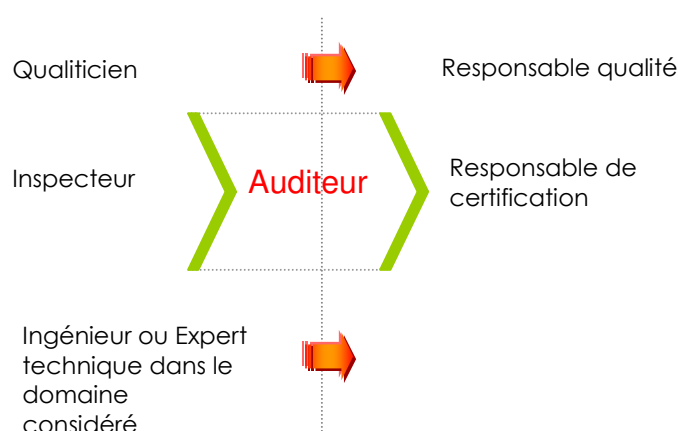 Qualiticien
Responsable qualité
Inspecteur
Auditeur
Responsable de
certification
Ingénieur ou Expert
technique dans le
domaine
considéré